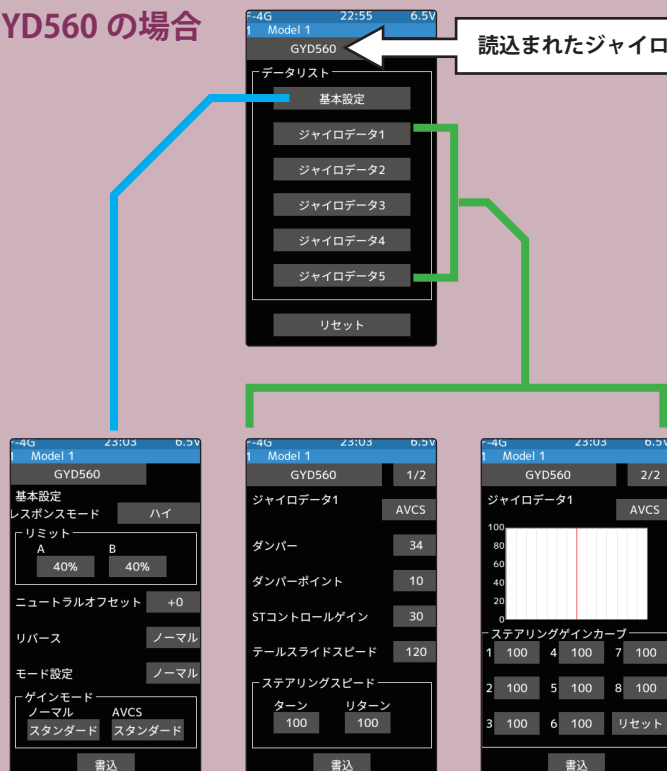 YD560 の場合
読込まれたジャイロ
F-4G 22:55 6.5V
1 Model 1
GYD560
データリスト
基本設定
ジャイロデータ1
ジャイロデータ2
ジャイロデータ3
ジャイロデータ4
ジャイロデータ5
リセット
-4G 23:03 6.5V
1 Model 1
GYD560
基本設定
レスポンスモード ハイ
リミット
A B
40% 40%
ニュートラルオフセット +0
リバース ノーマル
モード設定 ノーマル
ゲインモード
ノーマル AVCS
スタンダード スタンダード
書込
-4G 23:03 6.5V
1 Model 1
GYD560 1/2
ジャイロデータ1
AVCS
ダンパー 34
ダンパーポイント 10
STコントロールゲイン 30
テールスライドスピード 120
ステアリングスピード
ターン リターン
100 100
書込
-4G 23:03 6.5V
1 Model 1
GYD560 2/2
ジャイロデータ1
AVCS
100
80
60
40
20
0
ステアリングゲインカーブ
1 100 4 100 7 100
2 100 5 100 8 100
3 100 6 100 リセット
書込